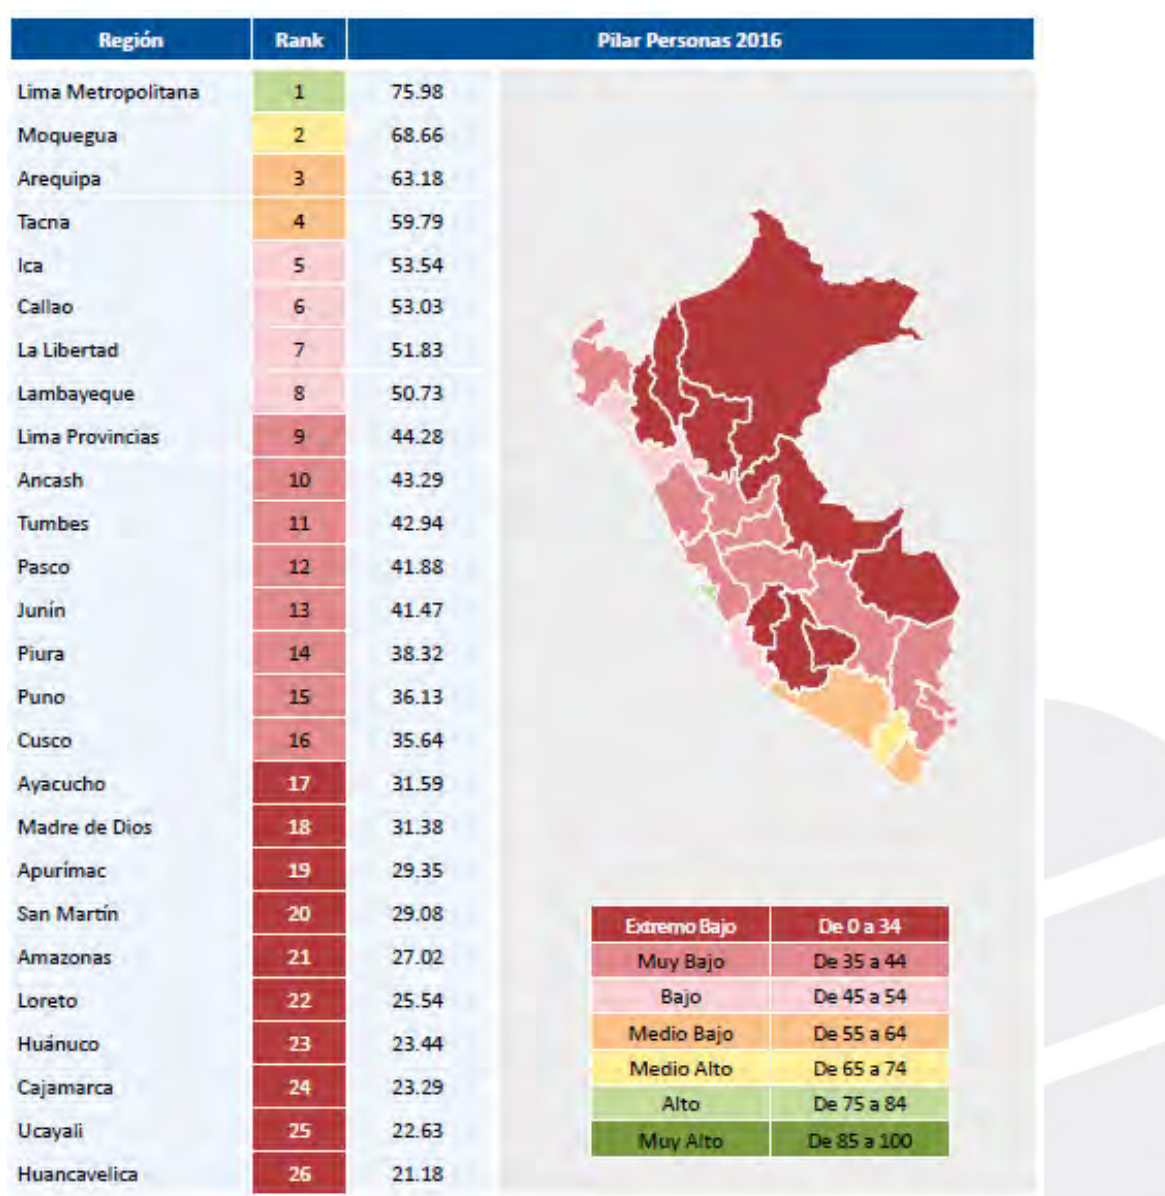 Región Rank Pilar Personas 2016
Lima Metropolitana 1 75.98
Moquegua 2 68.66
Arequipa 3 63.18
Tacna 4 59.79
Ica 5 53.54
Callao 6 53.03
La Libertad 7 51.83
Lambayeque 8 50.73
Lima Provincias 9 44.28
Ancash 10 43.29
Tumbes 11 42.94
Pasco 12 41.88
Junín 13 41.47
Piura 14 38.32
Puno 15 36.13
Cusco 16 35.64
Ayacucho 17 31.59
Madre de Dios 18 31.38
Apurímac 19 29.35
San Martín 20 29.08
Amazonas 21 27.02
Loreto 22 25.54
Huánuco 23 23.44
Cajamarca 24 23.29
Ucayali 25 22.63
Huancavelica 26 21.18
Extremo Bajo De 0 a 34
Muy Bajo De 35 a 44
Bajo De 45 a 54
Medio Bajo De 55 a 64
Medio Alto De 65 a 74
Alto De 75 a 84
Muy Alto De 85 a 100